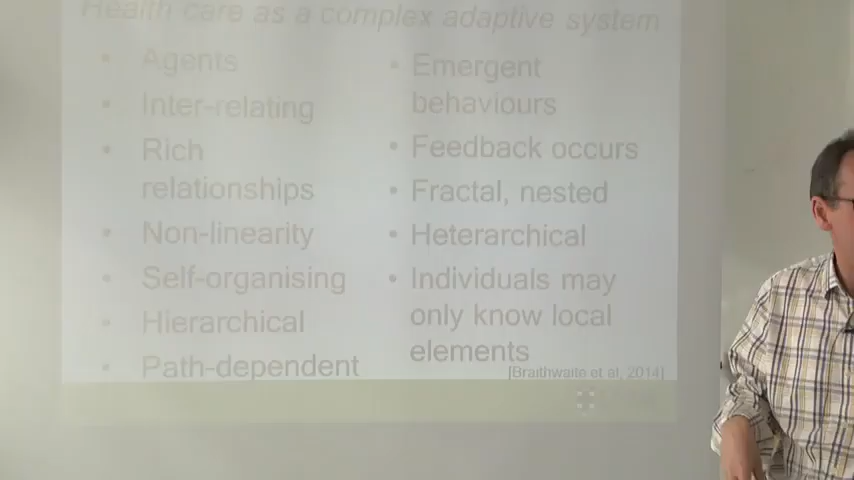 Health care as a complex adaptive system
• Agents
• Inter-relating
• Rich
relationships
• Non-linearity
• Self-organising
• Hierarchical
• Path-dependent
• Emergent
behaviours
• Feedback occurs
• Fractal, nested
• Heterarchical
• Individuals may
only know local
elements
[Braithwaite et al, 2014]